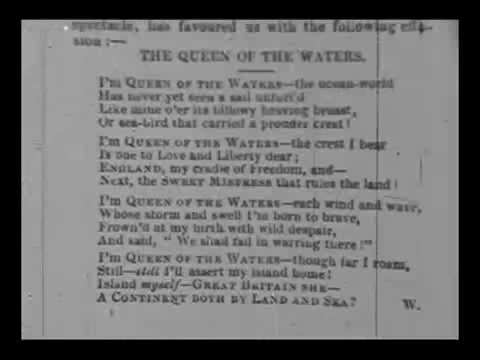 spectacle, has favoured us with the following effu-
sion:—
THE QUEEN OF THE WATERS.
I'm QUEEN OF THE WATERS—the ocean-world
Has never yet seen a sail unfurl'd
Like mine o'er its billowy heaving breast,
Or sea-bird that carried a prouder crest!
I'm QUEEN OF THE WATERS—the crest I bear
Is one to Love and Liberty dear;
ENGLAND, my cradle of Freedom, and—
Next, the SWEET MISTRESS that rules the land!
I'm QUEEN OF THE WATERS—each wind and wave,
Whose storm and swell I'm born to brave,
Frown'd at my birth with wild despair,
And said, "We shall fail in warring there!"
I'm QUEEN OF THE WATERS—though far I roam,
Still—still I'll assert my island home!
Island myself—GREAT BRITAIN SHE—
A CONTINENT BOTH BY LAND AND SEA? W.